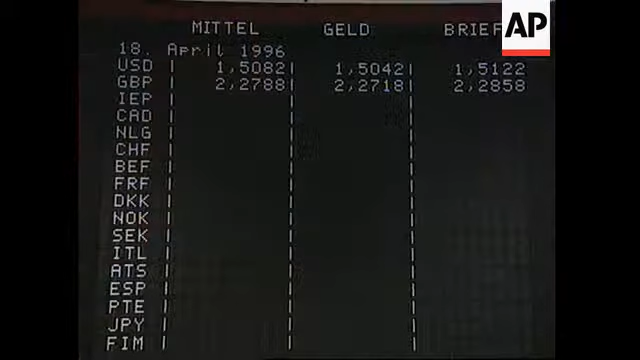 MITTEL GELD BRIEF
AP
18. April 1996
USD | 1,5082| 1,5042| 1,5122
GBP | 2,2788| 2,2718| 2,2858
IEP
CAD
NLG
CHF
BEF
FRF
DKK
NOK
SEK
ITL
ATS
ESP
PTE
JPY
FIM